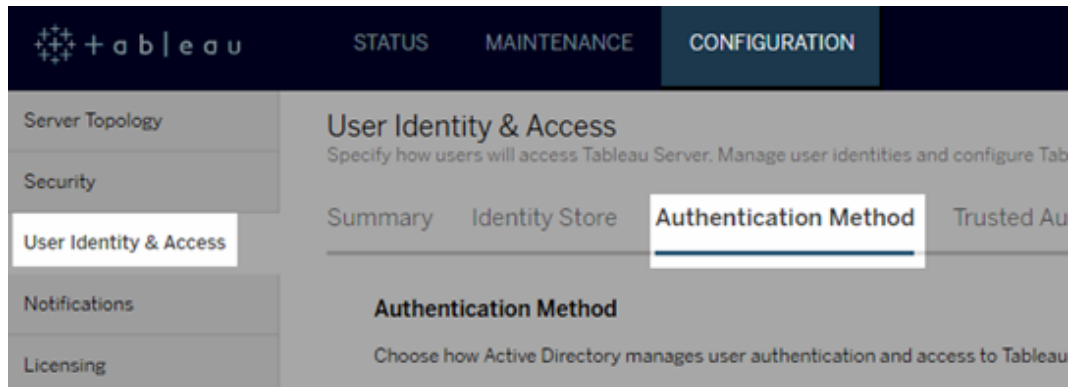 +ableau STATUS MAINTENANCE CONFIGURATION
Server Topology
Security
User Identity & Access
Notifications
Licensing
User Identity & Access
Specify how users will access Tableau Server. Manage user identities and configure Tab
Summary Identity Store Authentication Method Trusted Au
Authentication Method
Choose how Active Directory manages user authentication and access to Tableau